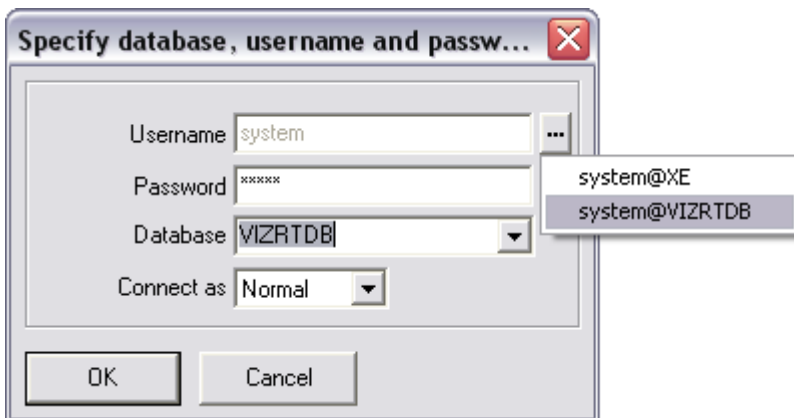 Specify database, username and passw...
Username system ...
Password *****
system@XE
system@VIZRTDB
Database VIZRTDB
Connect as Normal
OK Cancel